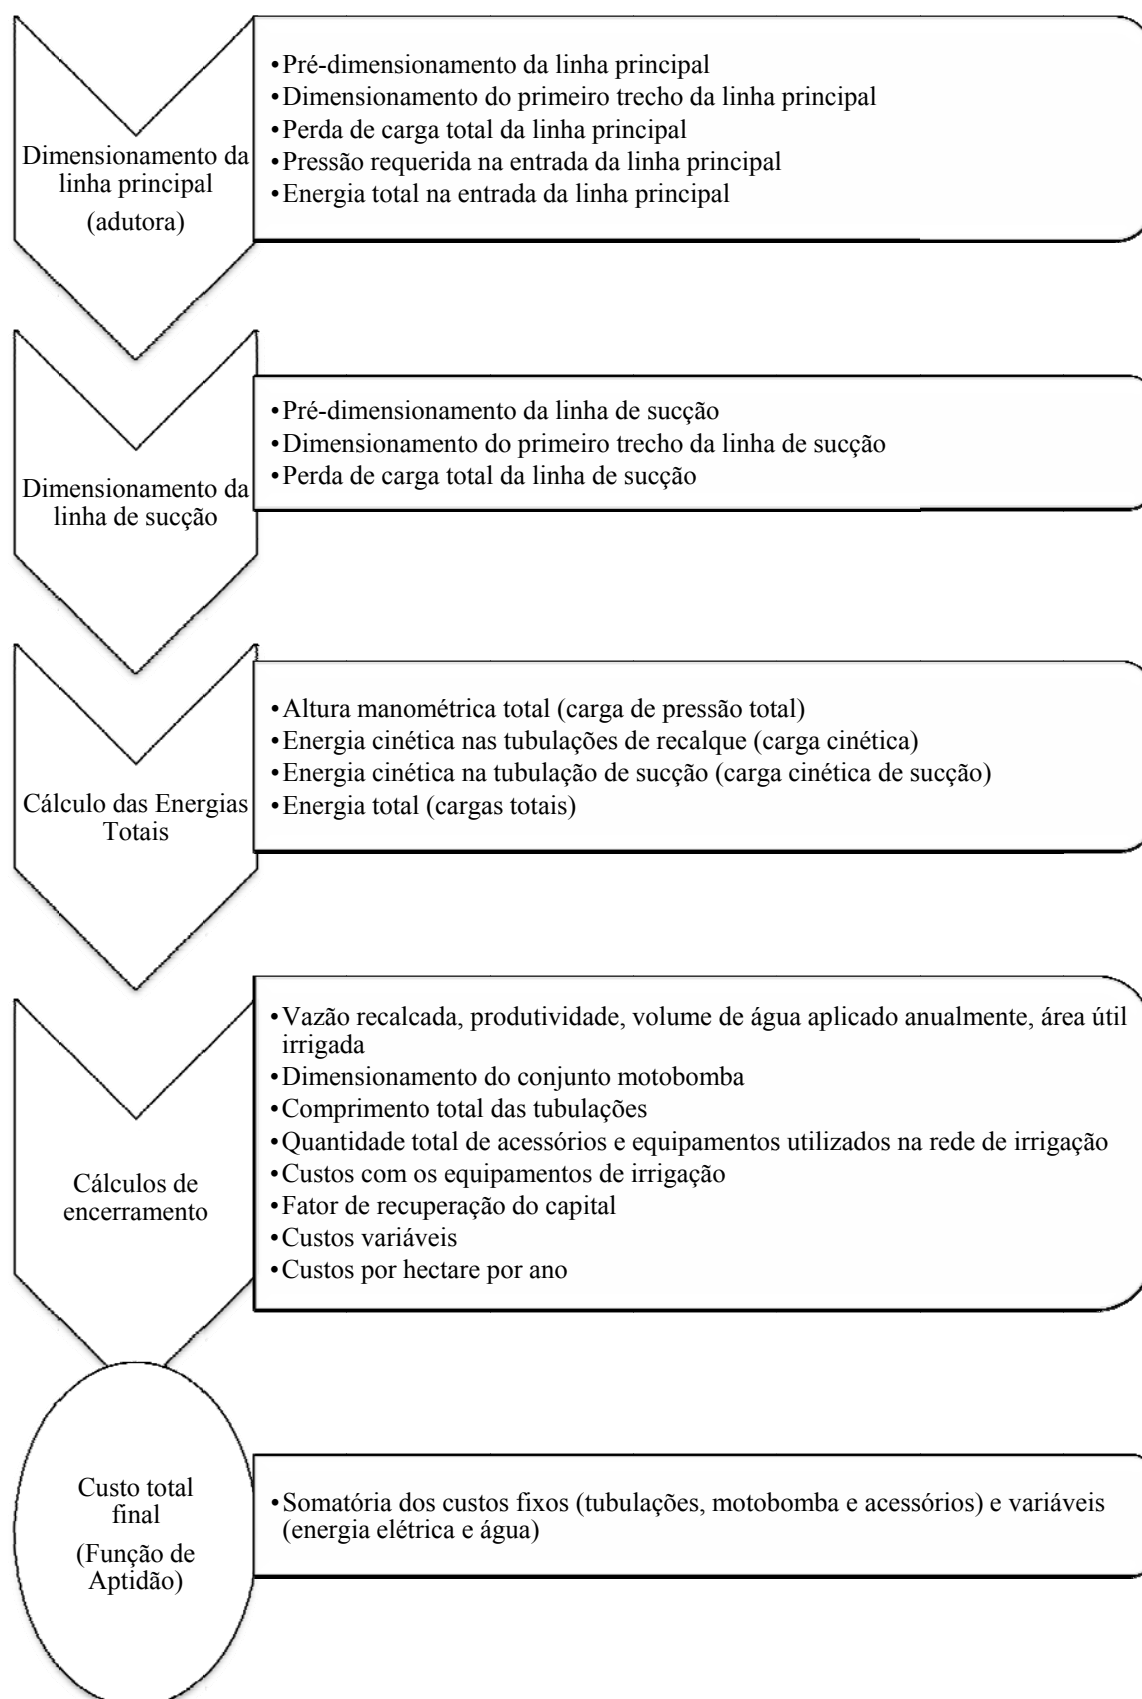 Dimensionamento da
linha principal
(adutora)
•Pré-dimensionamento da linha principal
•Dimensionamento do primeiro trecho da linha principal
•Perda de carga total da linha principal
•Pressão requerida na entrada da linha principal
•Energia total na entrada da linha principal
Dimensionamento da
linha de sucção
•Pré-dimensionamento da linha de sucção
•Dimensionamento do primeiro trecho da linha de sucção
•Perda de carga total da linha de sucção
Cálculo das Energias
Totais
•Altura manométrica total (carga de pressão total)
•Energia cinética nas tubulações de recalque (carga cinética)
•Energia cinética na tubulação de sucção (carga cinética de sucção)
•Energia total (cargas totais)
Cálculos de
encerramento
•Vazão recalcada, produtividade, volume de água aplicado anualmente, área útil
irrigada
•Dimensionamento do conjunto motobomba
•Comprimento total das tubulações
•Quantidade total de acessórios e equipamentos utilizados na rede de irrigação
•Custos com os equipamentos de irrigação
•Fator de recuperação do capital
•Custos variáveis
•Custos por hectare por ano
Custo total
final
(Função de
Aptidão)
•Somatória dos custos fixos (tubulações, motobomba e acessórios) e variáveis
(energia elétrica e água)